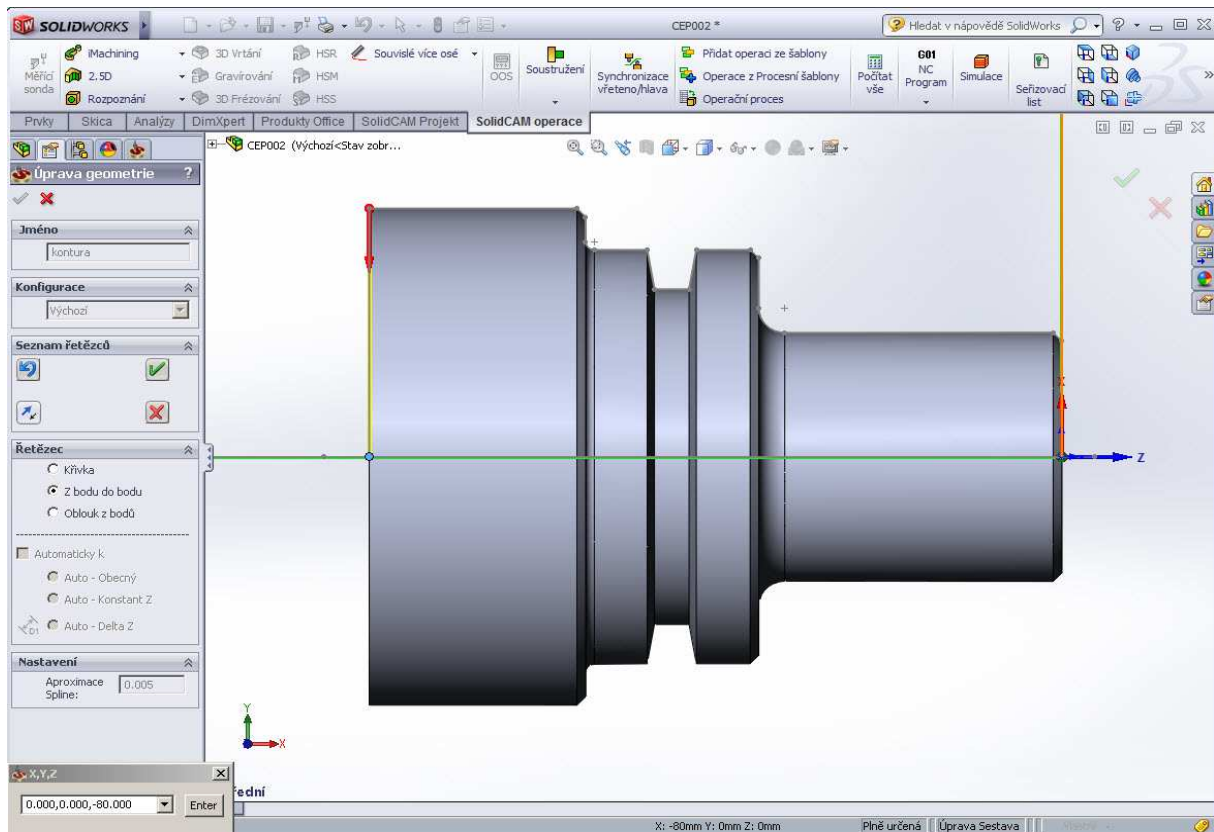 SOLIDWORKS
CEP002 *
Hledat v nápovědě SolidWorks
Měřící sonda
iMachining
2.5D
Rozpoznání
3D Vrtání
Gravírování
3D Frézování
HSR
HSM
HSS
Souvislé více osé
OOS
Soustružení
Synchronizace vřeteno/hlava
Přidat operaci ze šablony
Operace z Procesní šablony
Operační proces
Počítat vše
G01
NC Program
Simulace
Seřizovací list
Prvky Skica Analýzy DimXpert Produkty Office SolidCAM Projekt SolidCAM operace
CEP002 (Výchozí<Stav zobr...
Úprava geometrie ?
Jméno
kontura
Konfigurace
Výchozí
Seznam řetězců
Řetězec
Křivka
Z bodu do bodu
Oblouk z bodů
Automaticky k
Auto - Obecný
Auto - Konstant Z
D1 Auto - Delta Z
Nastavení
Aproximace Spline:
0.005
X
Z
Y
X
X,Y,Z
0.000,0.000,-80.000 Enter
ední
X: -80mm Y: 0mm Z: 0mm
Plně určená
Úprava Sestava